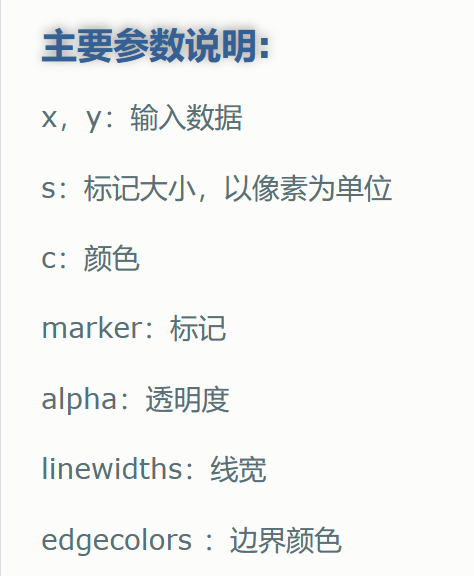 主要参数说明:
x，y：输入数据
s：标记大小，以像素为单位
c：颜色
marker：标记
alpha：透明度
linewidths：线宽
edgecolors ：边界颜色